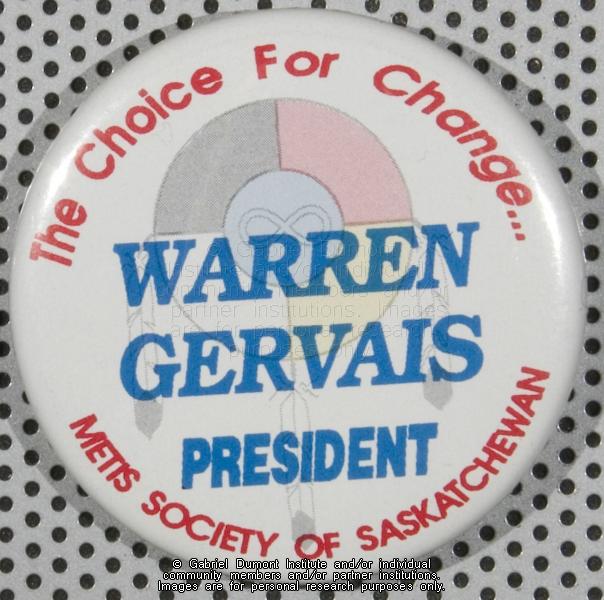 The Choice For Change...
WARREN
GERVAIS
PRESIDENT
METIS SOCIETY OF SASKATCHEWAN
© Gabriel Dumont Institute and/or individual
community members and/or partner institutions.
Images are for personal research purposes only.